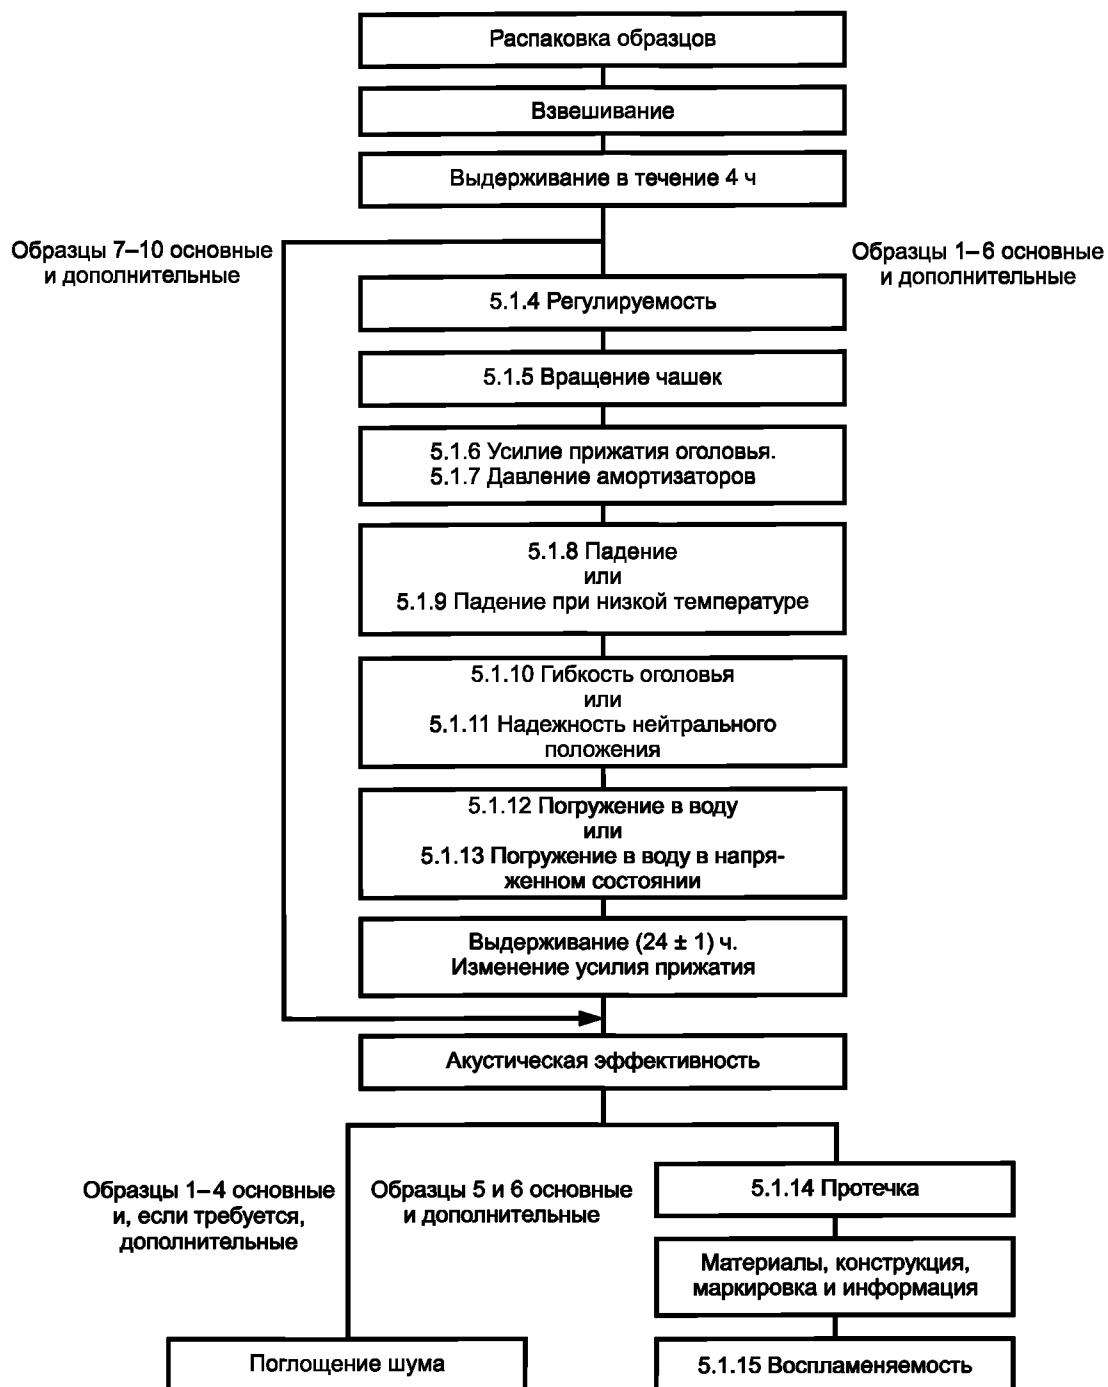 Распаковка образцов
Взвешивание
Выдерживание в течение 4 ч
Образцы 7–10 основные
и дополнительные
Образцы 1–6 основные
и дополнительные
5.1.4 Регулируемость
5.1.5 Вращение чашек
5.1.6 Усилие прижатия оголовья.
5.1.7 Давление амортизаторов
5.1.8 Падение
или
5.1.9 Падение при низкой температуре
5.1.10 Гибкость оголовья
или
5.1.11 Надежность нейтрального
положения
5.1.12 Погружение в воду
или
5.1.13 Погружение в воду в напря-
женном состоянии
Выдерживание (24 ± 1) ч.
Изменение усилия прижатия
Акустическая эффективность
Образцы 1–4 основные
и, если требуется,
дополнительные
Образцы 5 и 6 основные
и дополнительные
5.1.14 Протечка
Материалы, конструкция,
маркировка и информация
Поглощение шума
5.1.15 Воспламеняемость